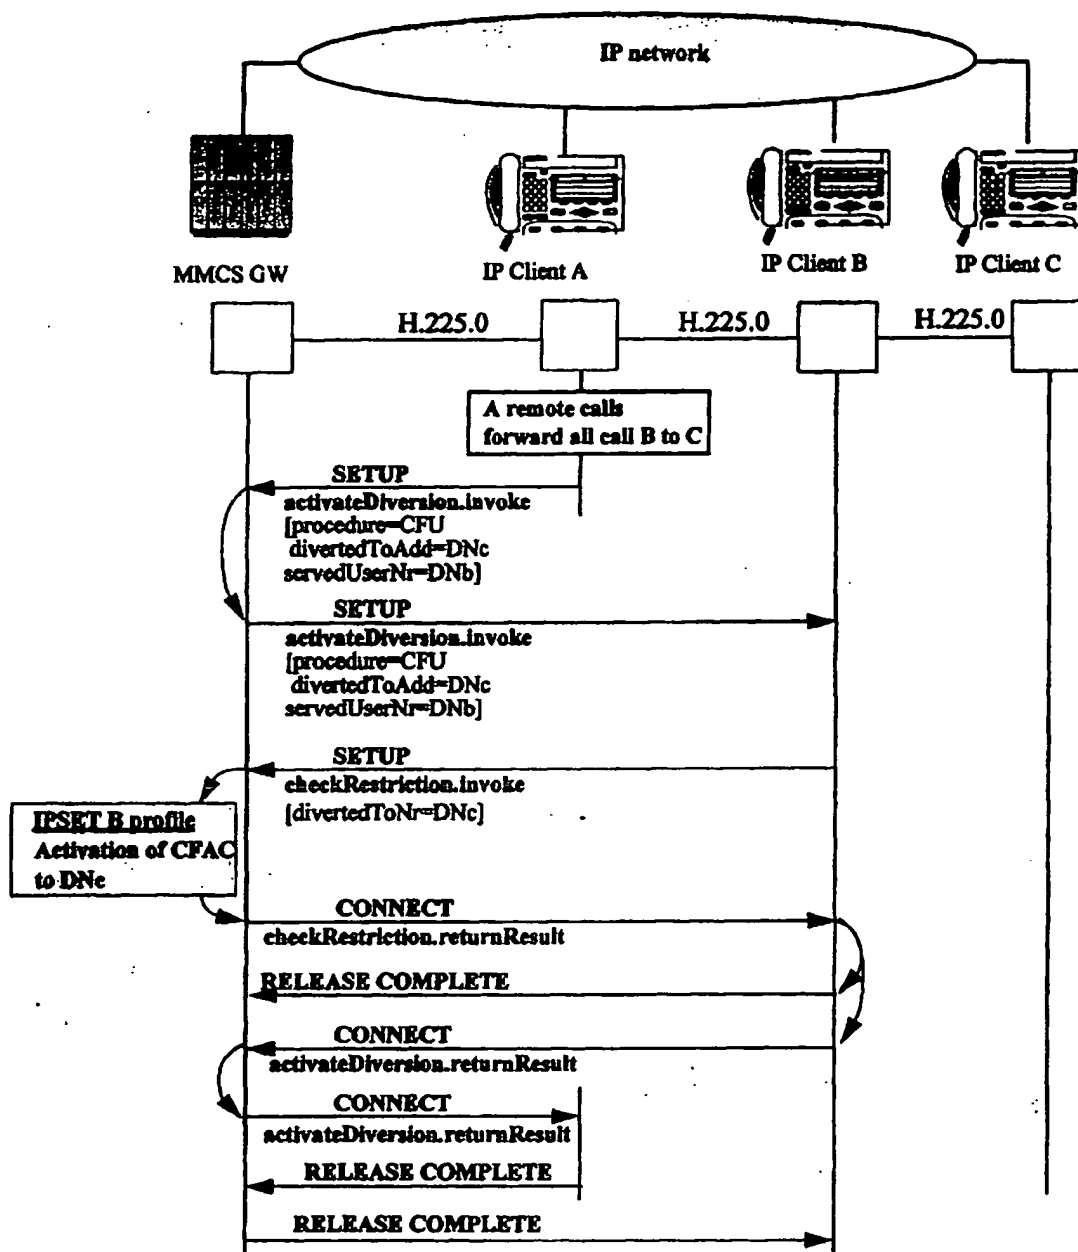 IP network
MMCS GW
IP Client A
IP Client B
IP Client C
H.225.0
H.225.0
H.225.0
A remote calls
forward all call B to C
SETUP
activateDiversion.invoke
[procedure=CFU
divertedToAdd=DNc
servedUserNr=DNb]
SETUP
activateDiversion.invoke
[procedure=CFU
divertedToAdd=DNc
servedUserNr=DNb]
SETUP
checkRestriction.invoke
[divertedToNr=DNc]
IPSET B profile
Activation of CFAC
to DNc
CONNECT
checkRestriction.returnResult
RELEASE COMPLETE
CONNECT
activateDiversion.returnResult
CONNECT
activateDiversion.returnResult
RELEASE COMPLETE
RELEASE COMPLETE